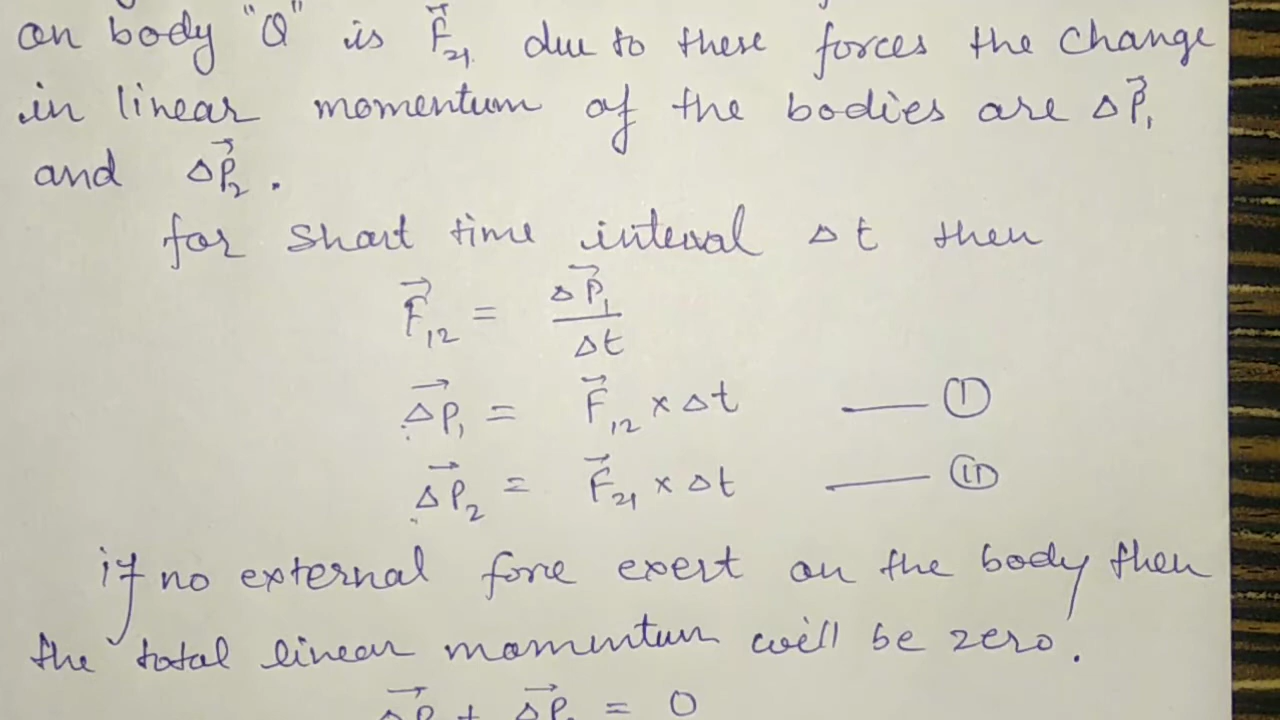 on body "Q" is F⃗₂₁ due to these forces the change
in linear momentum of the bodies are ΔP⃗₁
and ΔP⃗₂.
for short time interval Δt then
F⃗₁₂ = ΔP⃗₁ / Δt
ΔP⃗₁ = F⃗₁₂ × Δt — (I)
ΔP⃗₂ = F⃗₂₁ × Δt — (II)
if no external force exert on the body then
the total linear momentum will be zero.
ΔP⃗ + ΔP⃗ = 0